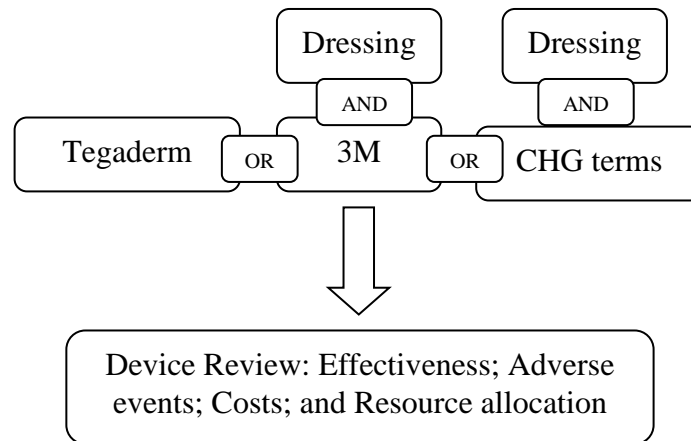 Dressing
Dressing
AND
AND
Tegaderm
OR
3M
OR
CHG terms
Device Review: Effectiveness; Adverse
events; Costs; and Resource allocation